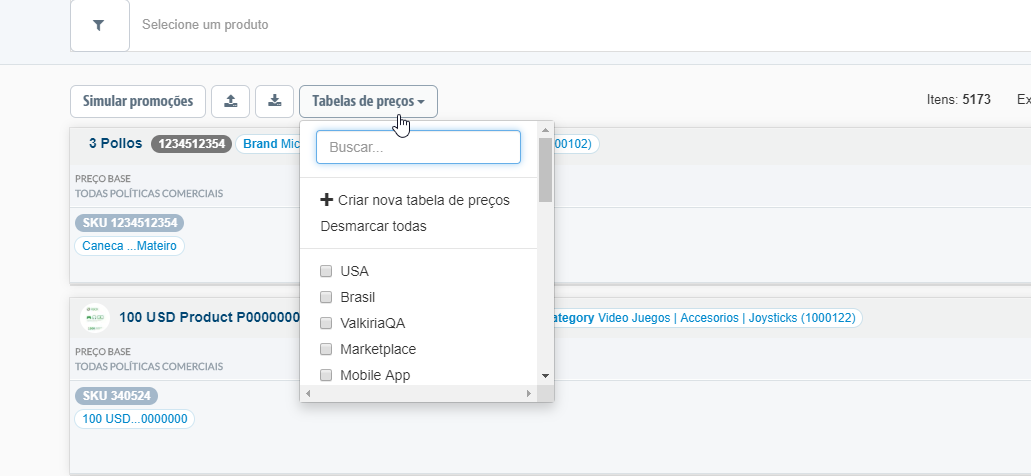 Selecione um produto
Simular promoções
Tabelas de preços
Itens: 5173
Ex
3 Pollos 1234512354 Brand Mic 00102)
Buscar...
PREÇO BASE
TODAS POLÍTICAS COMERCIAIS
Criar nova tabela de preços
SKU 1234512354
Desmarcar todas
Caneca ...Mateiro
USA
Brasil
100 USD Product P0000000 ategory Video Juegos | Accesorios | Joysticks (1000122)
ValkiriaQA
PREÇO BASE
Marketplace
TODAS POLÍTICAS COMERCIAIS
Mobile App
SKU 340524
100 USD...0000000